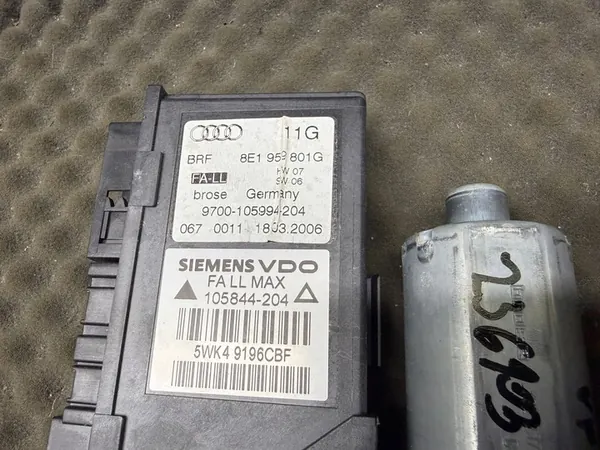 11G
BRF 8E1 959 801G
FA-LL HW 07
SW 06
brose Germany
9700-105994-204
067 0011 18.03.2006
SIEMENS VDO
FA LL MAX
105844-204
5WK4 9196CBF